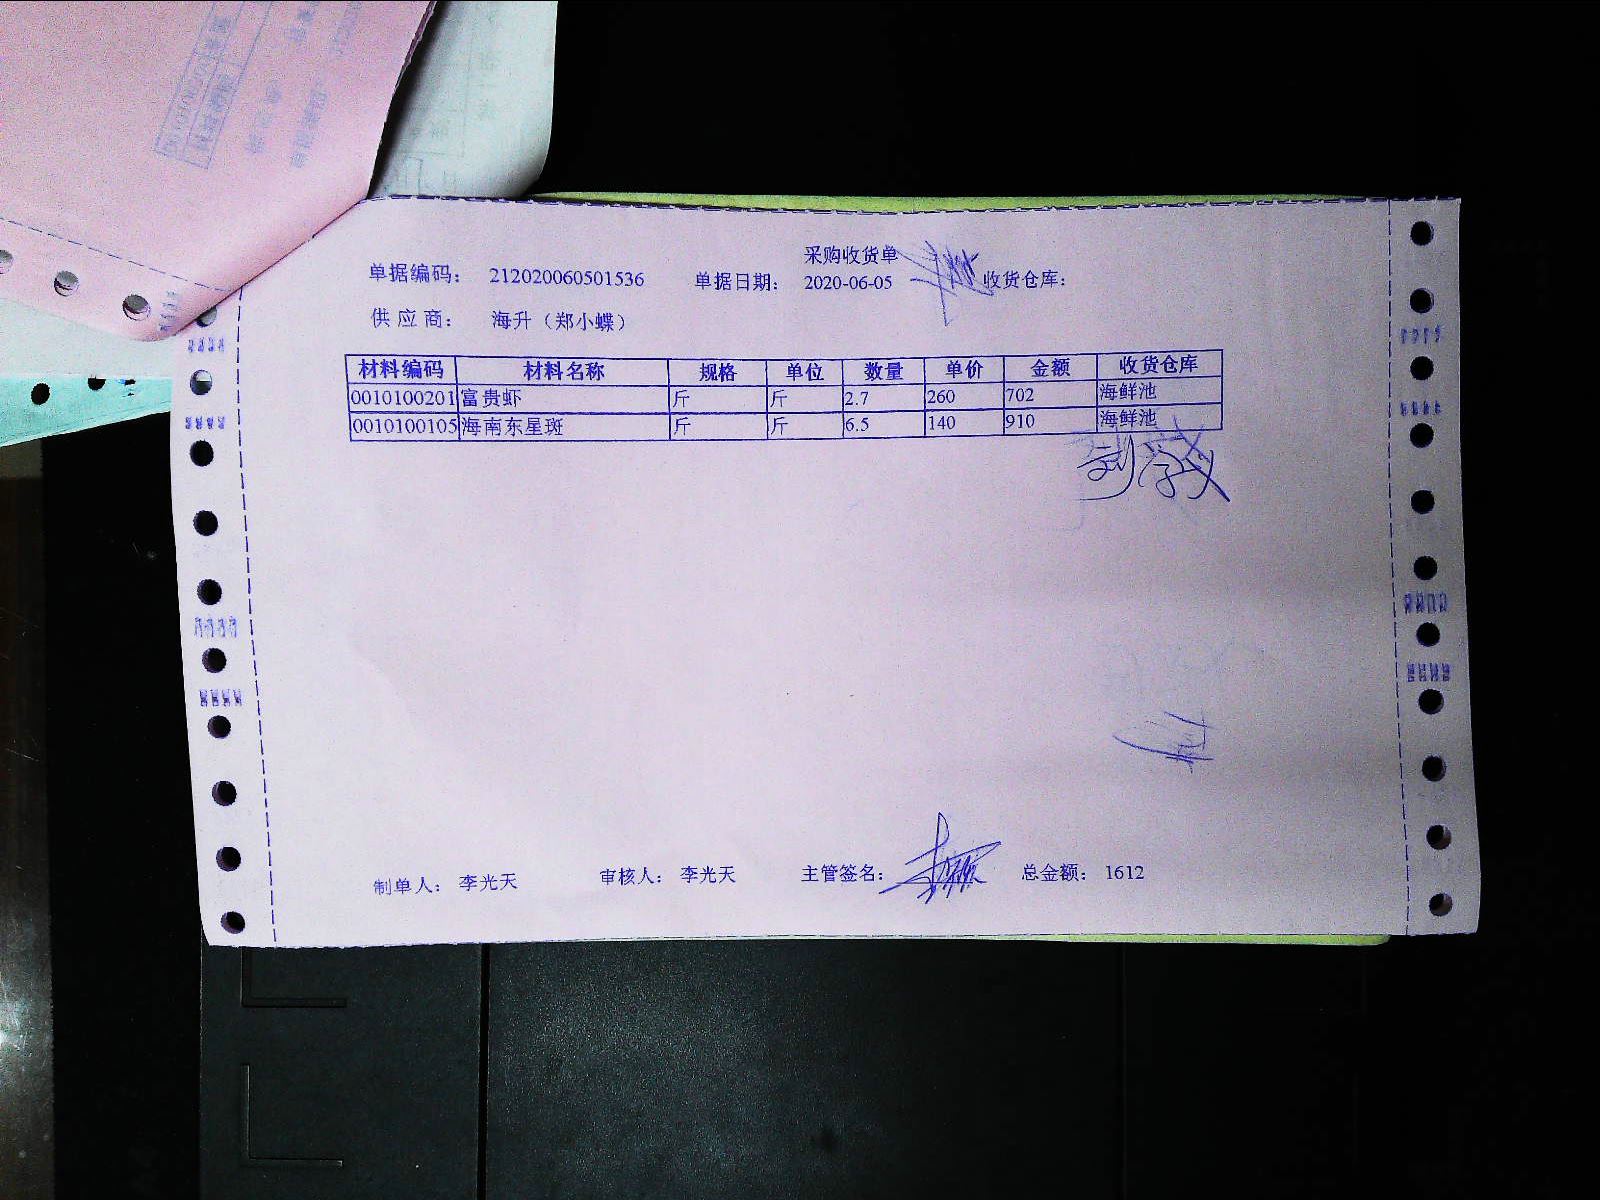 采购收货单
单据编码: 212020060501536 单据日期: 2020-06-05 收货仓库:
供应商: 海升（郑小蝶）
材料编码 材料名称 规格 单位 数量 单价 金额 收货仓库
0010100201 富贵虾 斤 斤 2.7 260 702 海鲜池
0010100105 海南东星斑 斤 斤 6.5 140 910 海鲜池
制单人: 李光天 审核人: 李光天 主管签名: 总金额: 1612